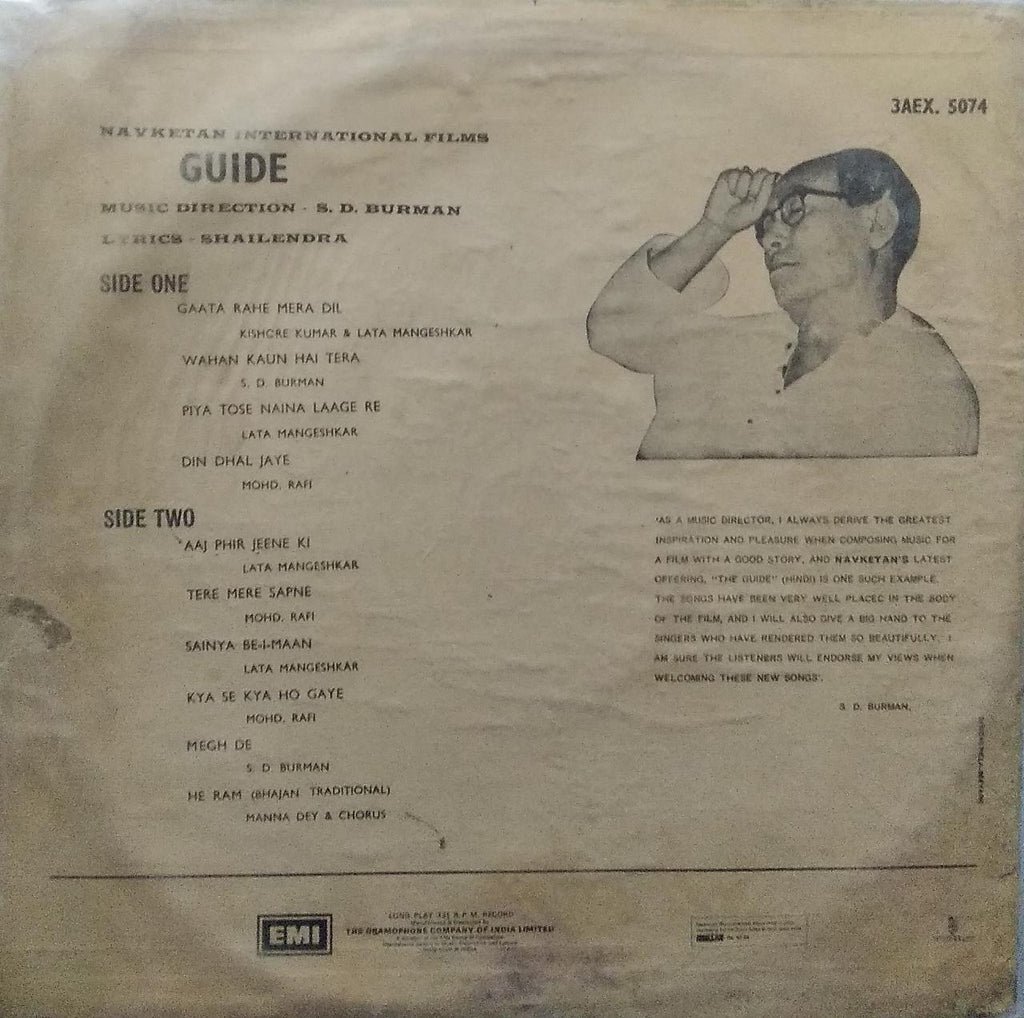 3AEX. 5074
NAVKETAN INTERNATIONAL FILMS
GUIDE
MUSIC DIRECTION - S. D. BURMAN
LYRICS - SHAILENDRA
SIDE ONE
GAATA RAHE MERA DIL
KISHORE KUMAR & LATA MANGESHKAR
WAHAN KAUN HAI TERA
S. D. BURMAN
PIYA TOSE NAINA LAAGE RE
LATA MANGESHKAR
DIN DHAL JAYE
MOHD. RAFI
SIDE TWO
AAJ PHIR JEENE KI
LATA MANGESHKAR
TERE MERE SAPNE
MOHD. RAFI
SAINYA BE-I-MAAN
LATA MANGESHKAR
KYA SE KYA HO GAYE
MOHD. RAFI
MEGH DE
S. D. BURMAN
HE RAM (BHAJAN TRADITIONAL)
MANNA DEY & CHORUS
'AS A MUSIC DIRECTOR, I ALWAYS DERIVE THE GREATEST
INSPIRATION AND PLEASURE WHEN COMPOSING MUSIC FOR
A FILM WITH A GOOD STORY, AND NAVKETAN'S LATEST
OFFERING, "THE GUIDE" (HINDI) IS ONE SUCH EXAMPLE.
THE SONGS HAVE BEEN VERY WELL PLACED IN THE BODY
OF THE FILM, AND I WILL ALSO GIVE A BIG HAND TO THE
SINGERS WHO HAVE RENDERED THEM SO BEAUTIFULLY. I
AM SURE THE LISTENERS WILL ENDORSE MY VIEWS WHEN
WELCOMING THESE NEW SONGS'.
S. D. BURMAN.
EMI
LONG PLAY 33⅓ R.P.M. RECORD
THE GRAMOPHONE COMPANY OF INDIA LIMITED